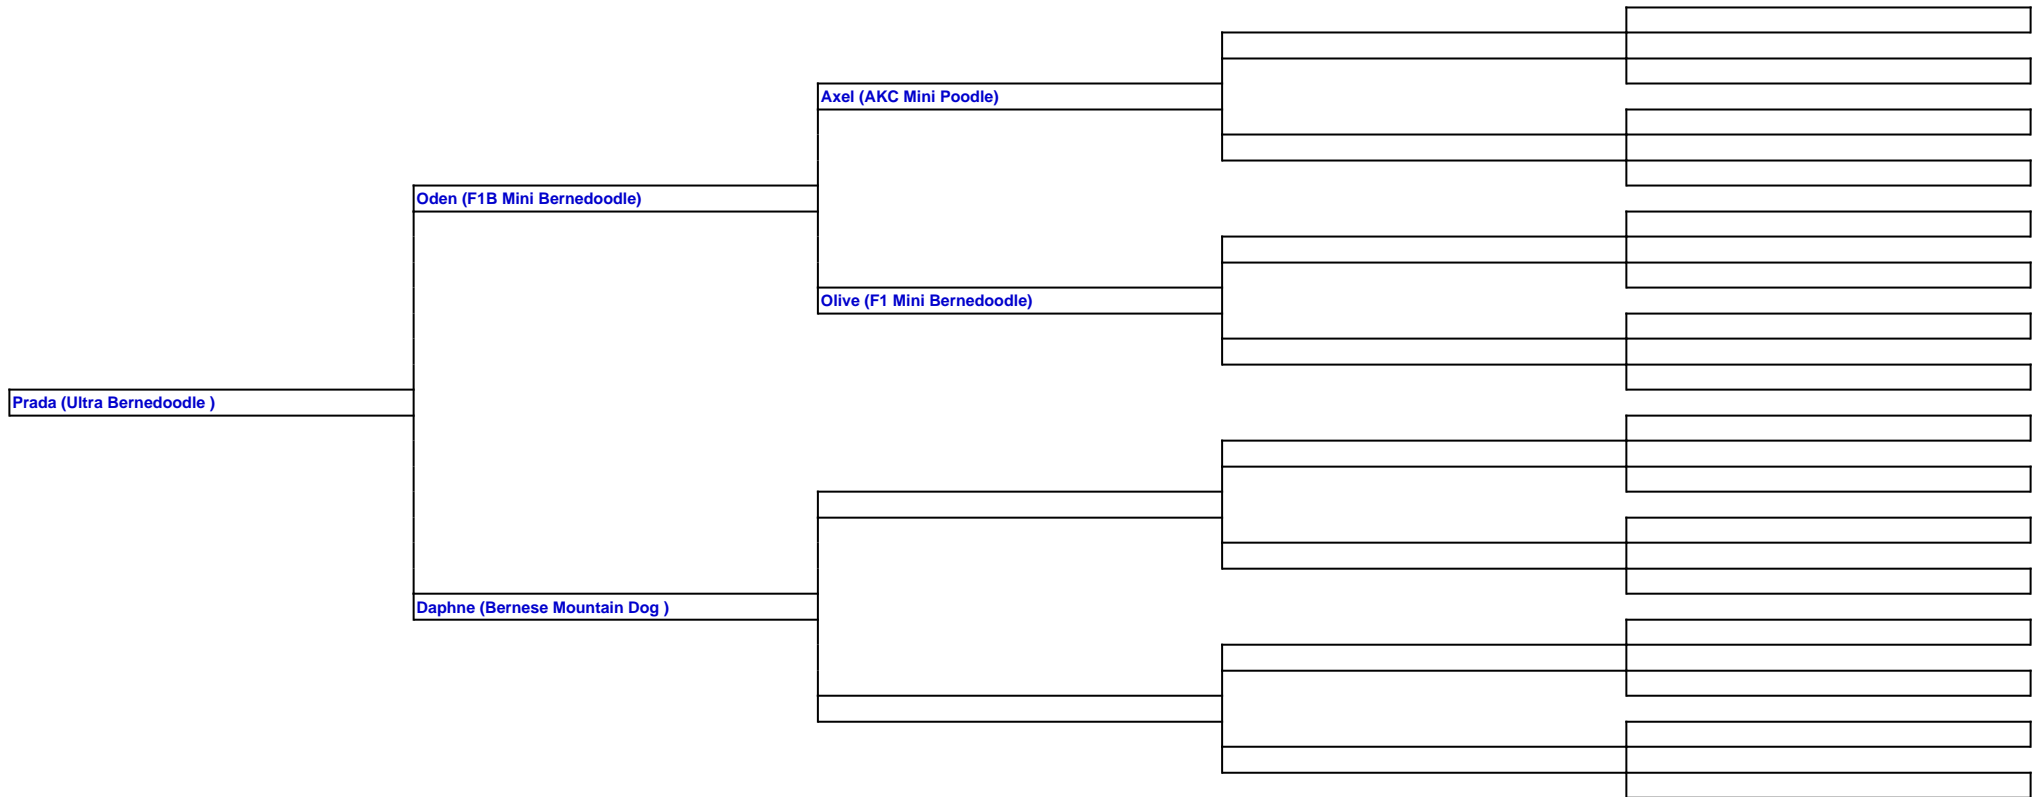 Axel (AKC Mini Poodle)
Oden (F1B Mini Bernedoodle)
Olive (F1 Mini Bernedoodle)
Prada (Ultra Bernedoodle )
Daphne (Bernese Mountain Dog )